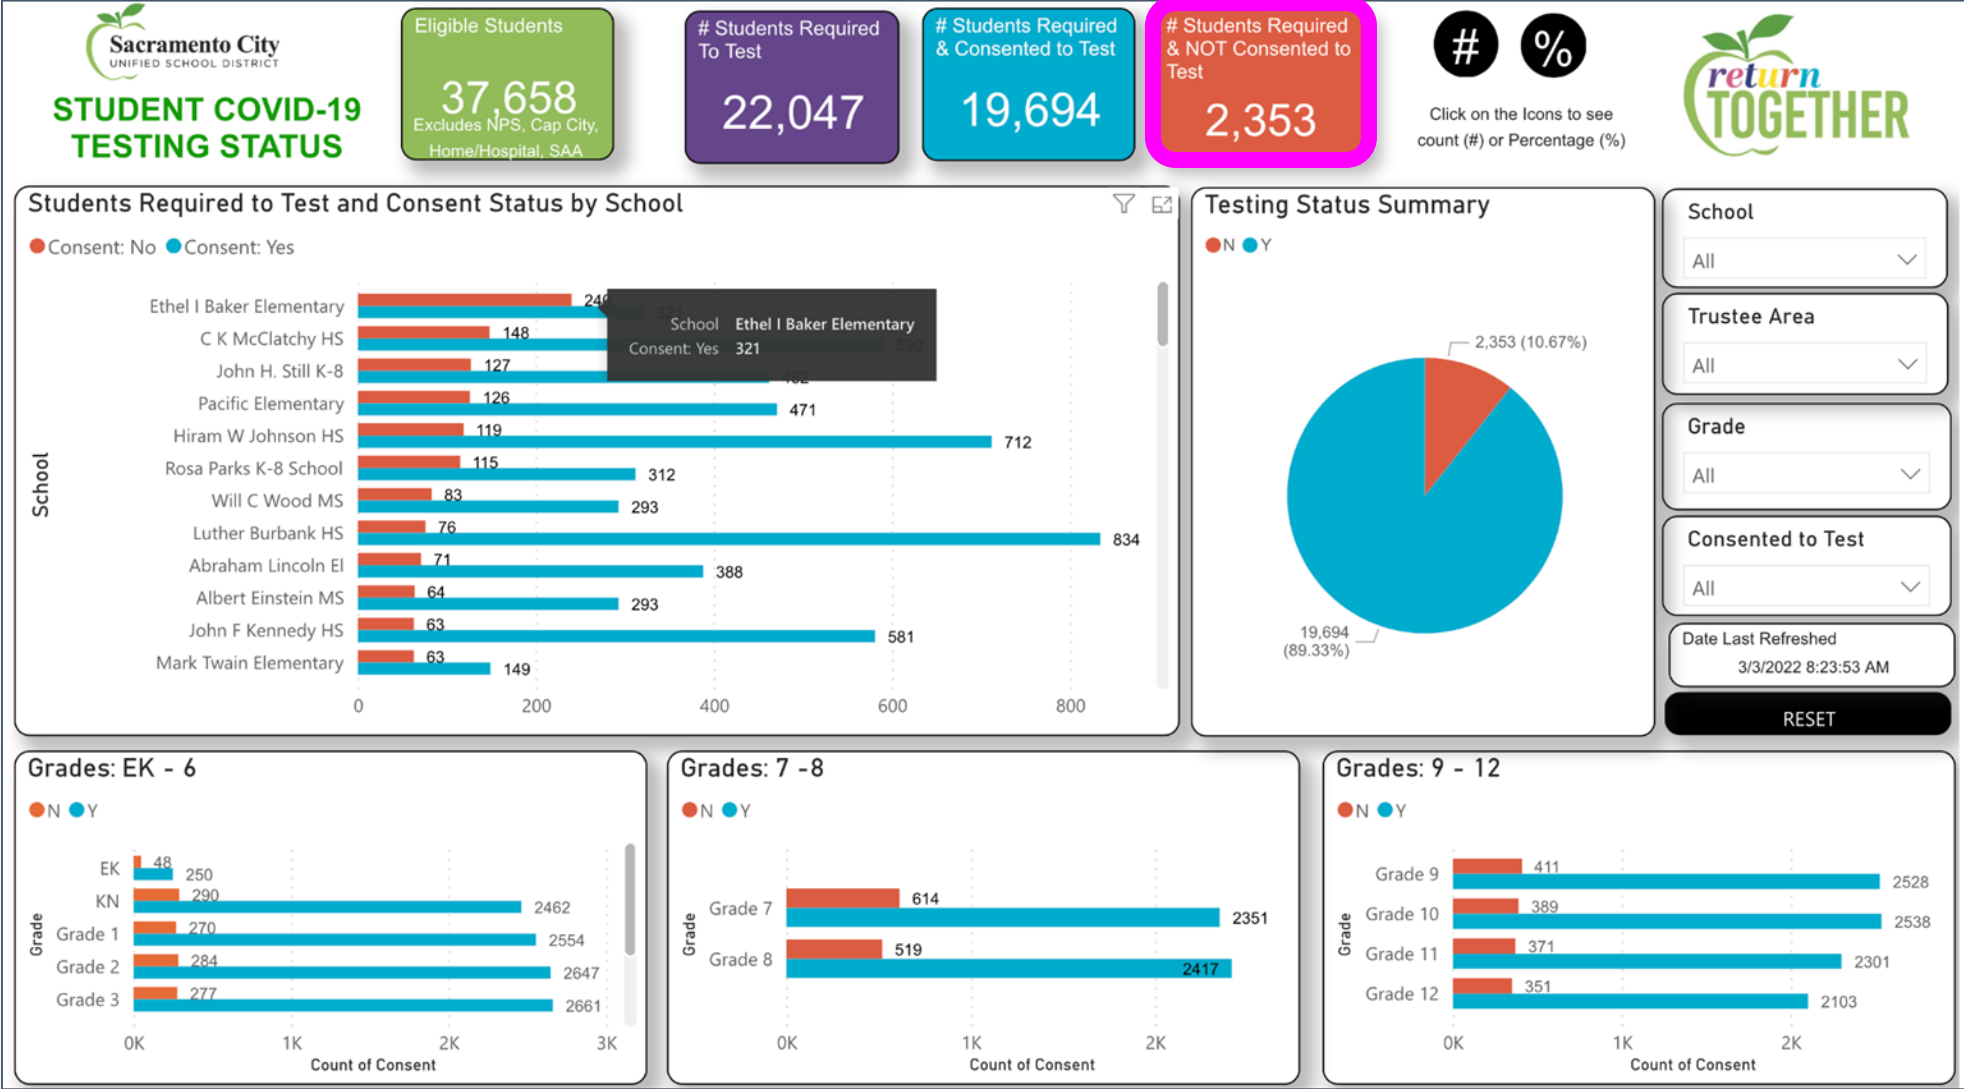 Sacramento City
UNIFIED SCHOOL DISTRICT
STUDENT COVID-19
TESTING STATUS
Eligible Students
37,658
Excludes NPS, Cap City,
Home/Hospital, SAA
# Students Required
To Test
22,047
# Students Required
& Consented to Test
19,694
# Students Required
& NOT Consented to
Test
2,353
#
%
Click on the Icons to see
count (#) or Percentage (%)
return
TOGETHER
Students Required to Test and Consent Status by School
Consent: No Consent: Yes
School
Ethel I Baker Elementary 240
321
School Ethel I Baker Elementary
Consent: Yes 321
C K McClatchy HS 148
590
John H. Still K-8 127
462
Pacific Elementary 126
471
Hiram W Johnson HS 119
712
Rosa Parks K-8 School 115
312
Will C Wood MS 83
293
Luther Burbank HS 76
834
Abraham Lincoln El 71
388
Albert Einstein MS 64
293
John F Kennedy HS 63
581
Mark Twain Elementary 63
149
0 200 400 600 800
Testing Status Summary
N Y
2,353 (10.67%)
19,694
(89.33%)
School
All
Trustee Area
All
Grade
All
Consented to Test
All
Date Last Refreshed
3/3/2022 8:23:53 AM
RESET
Grades: EK - 6
N Y
Grade
EK 48
250
KN 290
2462
Grade 1 270
2554
Grade 2 284
2647
Grade 3 277
2661
0K 1K 2K 3K
Count of Consent
Grades: 7 -8
N Y
Grade
Grade 7 614
2351
Grade 8 519
2417
0K 1K 2K
Count of Consent
Grades: 9 - 12
N Y
Grade
Grade 9 411
2528
Grade 10 389
2538
Grade 11 371
2301
Grade 12 351
2103
0K 1K 2K
Count of Consent